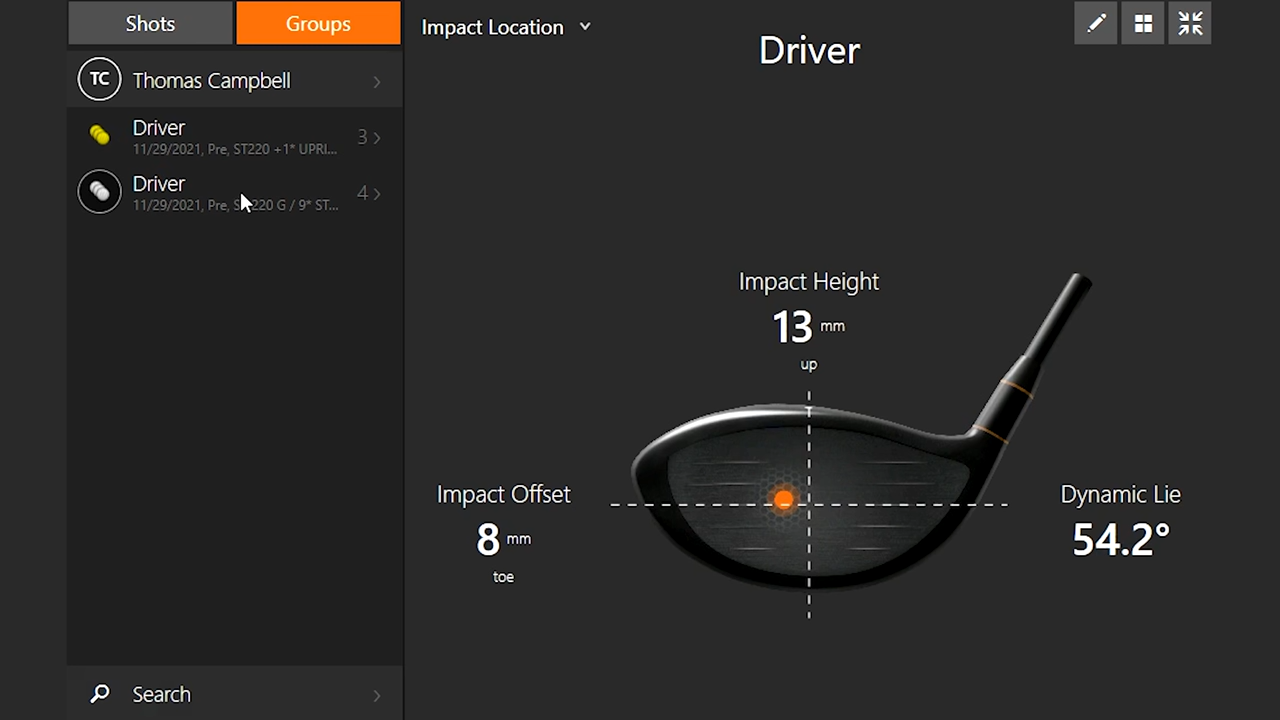 Shots
Groups
TC
Thomas Campbell
Driver
11/29/2021, Pre, ST220 +1* UPRI...
3
Driver
11/29/2021, Pre, ST220 G / 9* ST...
4
Search
Impact Location
Driver
Impact Height
13 mm
up
Impact Offset
8 mm
toe
Dynamic Lie
54.2°